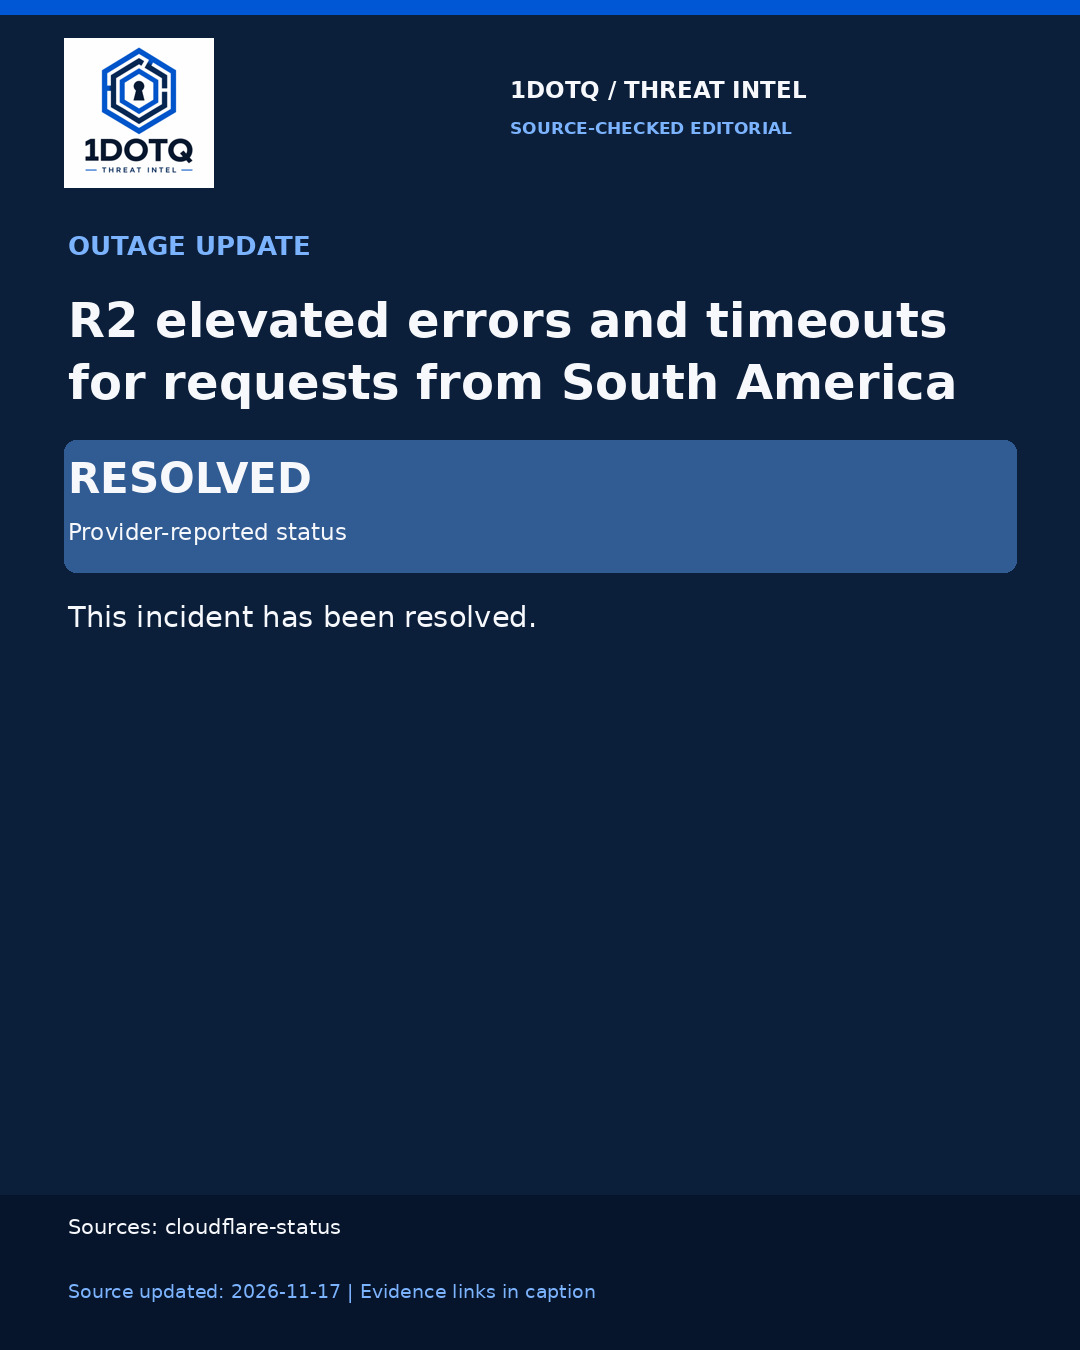 1DOTQ
THREAT INTEL
1DOTQ / THREAT INTEL
SOURCE-CHECKED EDITORIAL
OUTAGE UPDATE
R2 elevated errors and timeouts
for requests from South America
RESOLVED
Provider-reported status
This incident has been resolved.
Sources: cloudflare-status
Source updated: 2026-11-17 | Evidence links in caption